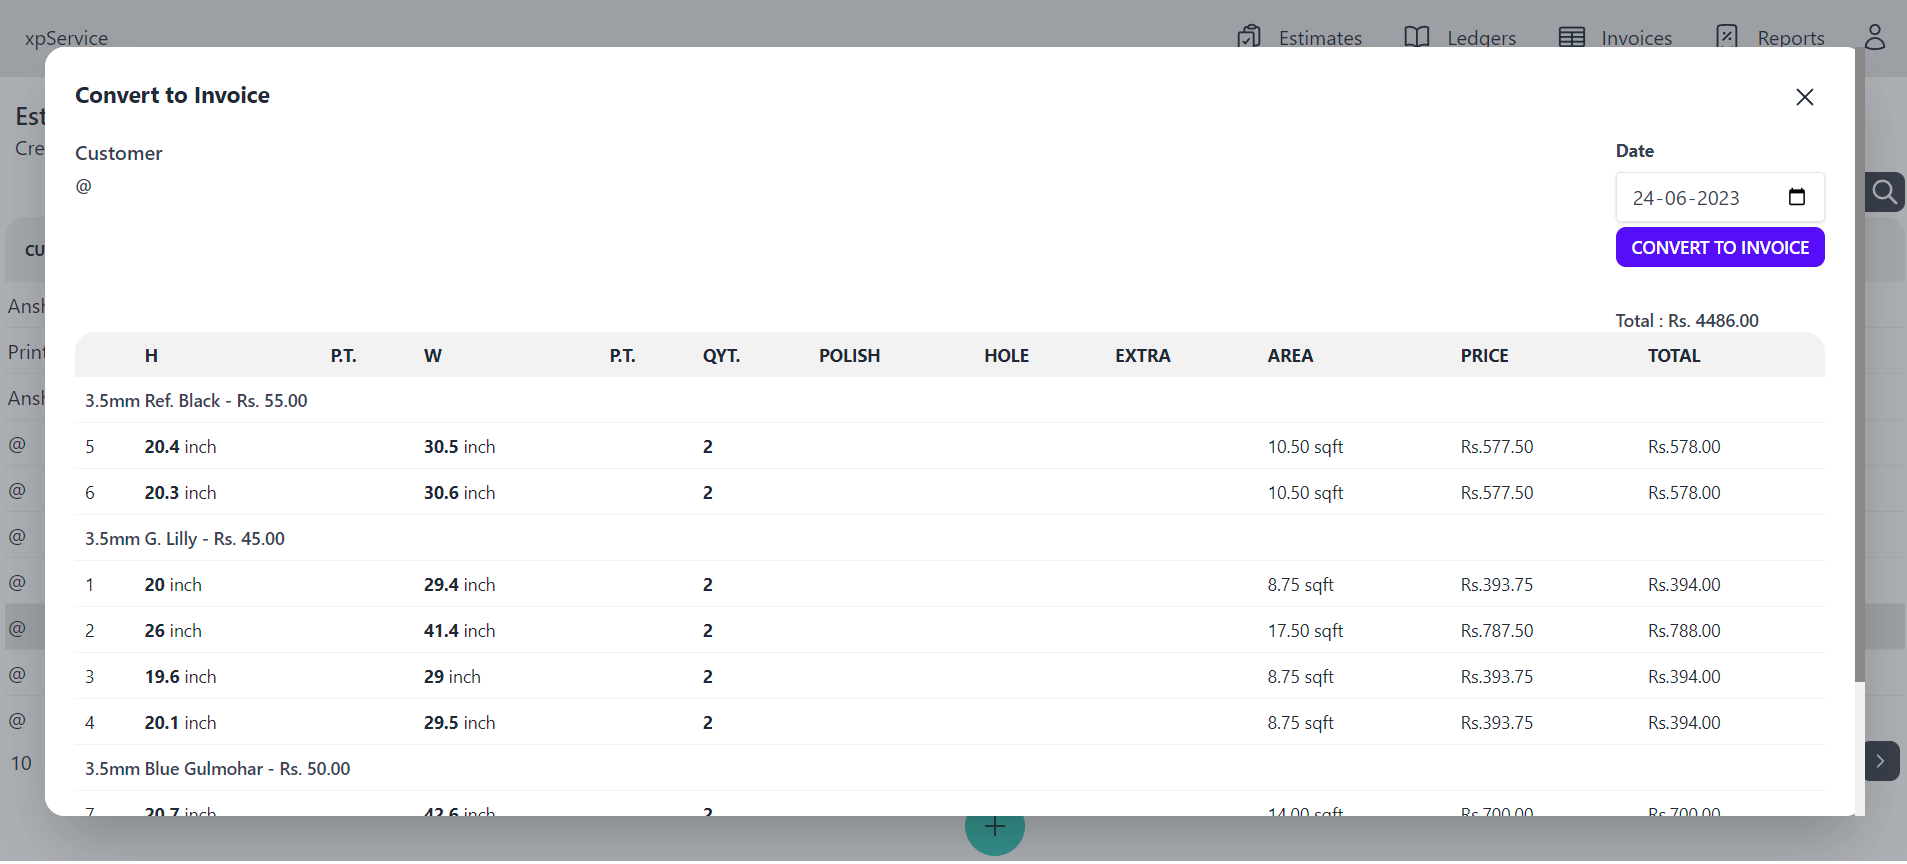 xpService Estimates Ledgers Invoices Reports
Convert to Invoice
Est
Cre
Customer Date
@
24-06-2023
CONVERT TO INVOICE
CU
Total : Rs. 4486.00
H P.T. W P.T. QYT. POLISH HOLE EXTRA AREA PRICE TOTAL
3.5mm Ref. Black - Rs. 55.00
5 20.4 inch 30.5 inch 2 10.50 sqft Rs.577.50 Rs.578.00
6 20.3 inch 30.6 inch 2 10.50 sqft Rs.577.50 Rs.578.00
3.5mm G. Lilly - Rs. 45.00
1 20 inch 29.4 inch 2 8.75 sqft Rs.393.75 Rs.394.00
2 26 inch 41.4 inch 2 17.50 sqft Rs.787.50 Rs.788.00
3 19.6 inch 29 inch 2 8.75 sqft Rs.393.75 Rs.394.00
4 20.1 inch 29.5 inch 2 8.75 sqft Rs.393.75 Rs.394.00
3.5mm Blue Gulmohar - Rs. 50.00
7 20.7 inch 42.6 inch 2 14.00 sqft Rs.700.00 Rs.700.00
Ansh
Print
Ansh
@
@
@
@
@
@
@
10